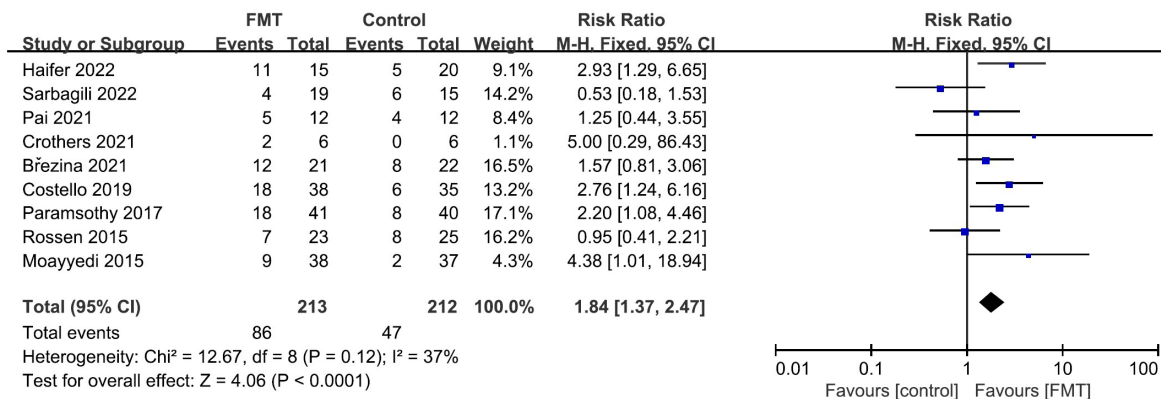 FMT Control Risk Ratio Risk Ratio
Study or Subgroup Events Total Events Total Weight M-H. Fixed. 95% CI M-H. Fixed. 95% CI
Haifer 2022 11 15 5 20 9.1% 2.93 [1.29, 6.65]
Sarbagili 2022 4 19 6 15 14.2% 0.53 [0.18, 1.53]
Pai 2021 5 12 4 12 8.4% 1.25 [0.44, 3.55]
Crothers 2021 2 6 0 6 1.1% 5.00 [0.29, 86.43]
Březina 2021 12 21 8 22 16.5% 1.57 [0.81, 3.06]
Costello 2019 18 38 6 35 13.2% 2.76 [1.24, 6.16]
Paramsothy 2017 18 41 8 40 17.1% 2.20 [1.08, 4.46]
Rossen 2015 7 23 8 25 16.2% 0.95 [0.41, 2.21]
Moayyedi 2015 9 38 2 37 4.3% 4.38 [1.01, 18.94]
Total (95% CI) 213 212 100.0% 1.84 [1.37, 2.47]
Total events 86 47
Heterogeneity: Chi² = 12.67, df = 8 (P = 0.12); I² = 37%
Test for overall effect: Z = 4.06 (P < 0.0001)
0.01 0.1 1 10 100
Favours [control] Favours [FMT]